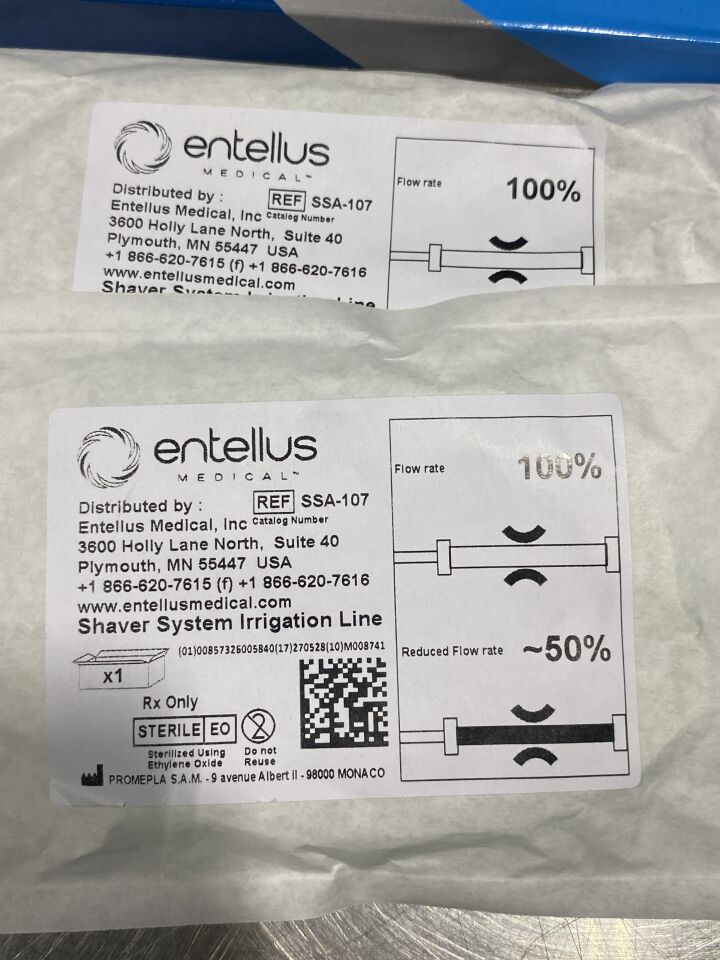 entellus
MEDICAL™
Distributed by :
REF SSA-107
Entellus Medical, Inc Catalog Number
3600 Holly Lane North, Suite 40
Plymouth, MN 55447 USA
+1 866-620-7615 (f) +1 866-620-7616
www.entellusmedical.com
Shaver System Irrigation Line
Flow rate 100%
entellus
MEDICAL™
Distributed by :
REF SSA-107
Entellus Medical, Inc Catalog Number
3600 Holly Lane North, Suite 40
Plymouth, MN 55447 USA
+1 866-620-7615 (f) +1 866-620-7616
www.entellusmedical.com
Shaver System Irrigation Line
(01)00857326005840(17)270528(10)M008741
x1
Rx Only
STERILE EO
2
Sterilized Using
Ethylene Oxide
Do not
Reuse
PROMEPLA S.A.M. - 9 avenue Albert II - 98000 MONACO
Flow rate 100%
Reduced Flow rate ~50%